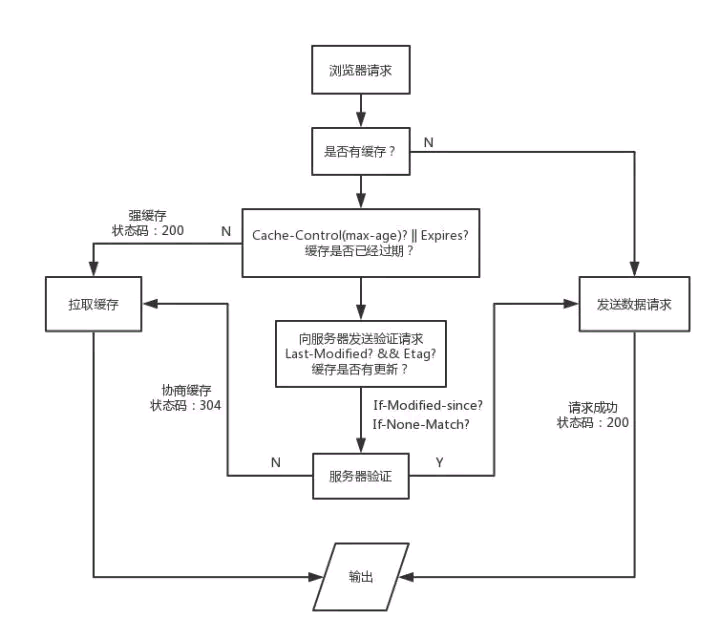 浏览器请求
是否有缓存？
N
强缓存
状态码：200
N
Cache-Control(max-age)? || Expires?
缓存是否已经过期？
拉取缓存
发送数据请求
向服务器发送验证请求
Last-Modified? && Etag?
缓存是否有更新？
协商缓存
状态码：304
If-Modified-since?
If-None-Match?
请求成功
状态码：200
N
Y
服务器验证
输出